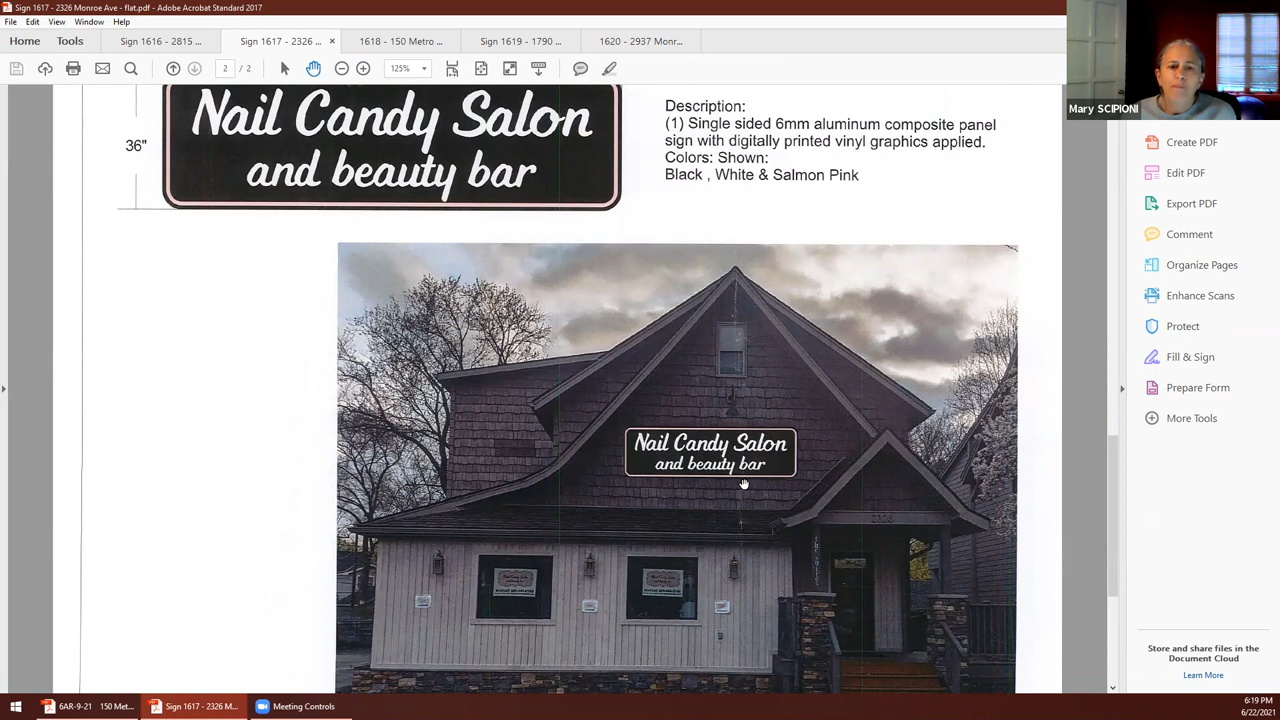 Sign 1617 - 2326 Monroe Ave - flat.pdf - Adobe Acrobat Standard 2017
File Edit View Window Help
Home Tools Sign 1616 - 2815 ... Sign 1617 - 2326 ... × 1618 - 150 Metro ... Sign 1619 - 1790 ... 1620 - 2937 Monr...
2 / 2 125%
Mary SCIPIONI
Nail Candy Salon
and beauty bar
36"
Description:
(1) Single sided 6mm aluminum composite panel
sign with digitally printed vinyl graphics applied.
Colors: Shown:
Black , White & Salmon Pink
Nail Candy Salon
and beauty bar
2326
Create PDF
Edit PDF
Export PDF
Comment
Organize Pages
Enhance Scans
Protect
Fill & Sign
Prepare Form
More Tools
Store and share files in the
Document Cloud
Learn More
6AR-9-21 150 Met... Sign 1617 - 2326 M... Meeting Controls
6:19 PM
6/22/2021